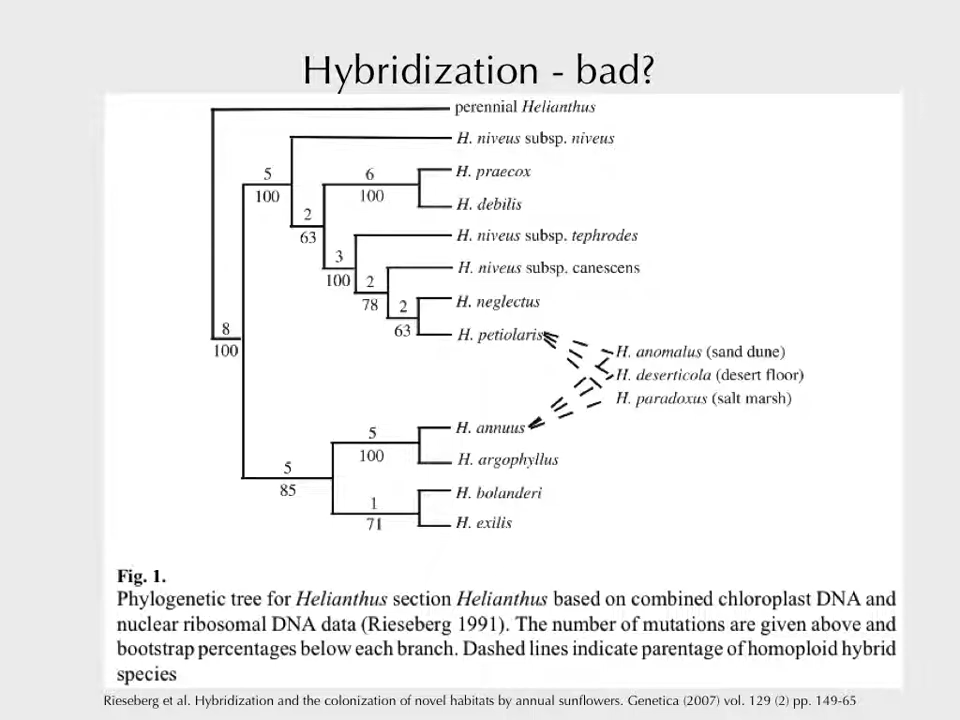 Hybridization - bad?
perennial Helianthus
H. niveus subsp. niveus
5
6
H. praecox
100
100
H. debilis
2
63
H. niveus subsp. tephrodes
3
H. niveus subsp. canescens
100
2
78
2
H. neglectus
63
H. petiolaris
8
100
H. anomalus (sand dune)
H. deserticola (desert floor)
H. paradoxus (salt marsh)
5
H. annuus
100
H. argophyllus
5
85
H. bolanderi
1
71
H. exilis
Fig. 1.
Phylogenetic tree for Helianthus section Helianthus based on combined chloroplast DNA and
nuclear ribosomal DNA data (Rieseberg 1991). The number of mutations are given above and
bootstrap percentages below each branch. Dashed lines indicate parentage of homoploid hybrid
species
Rieseberg et al. Hybridization and the colonization of novel habitats by annual sunflowers. Genetica (2007) vol. 129 (2) pp. 149-65